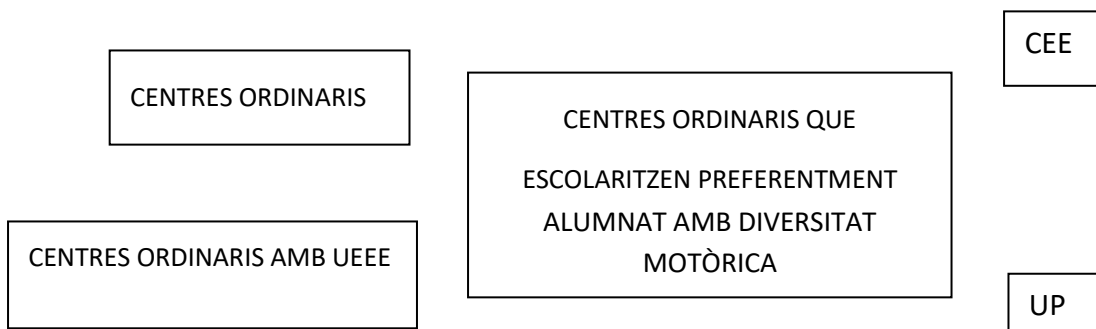 CEE
CENTRES ORDINARIS
CENTRES ORDINARIS QUE
ESCOLARITZEN PREFERENTMENT
ALUMNAT AMB DIVERSITAT
MOTÒRICA
CENTRES ORDINARIS AMB UEEE
UP